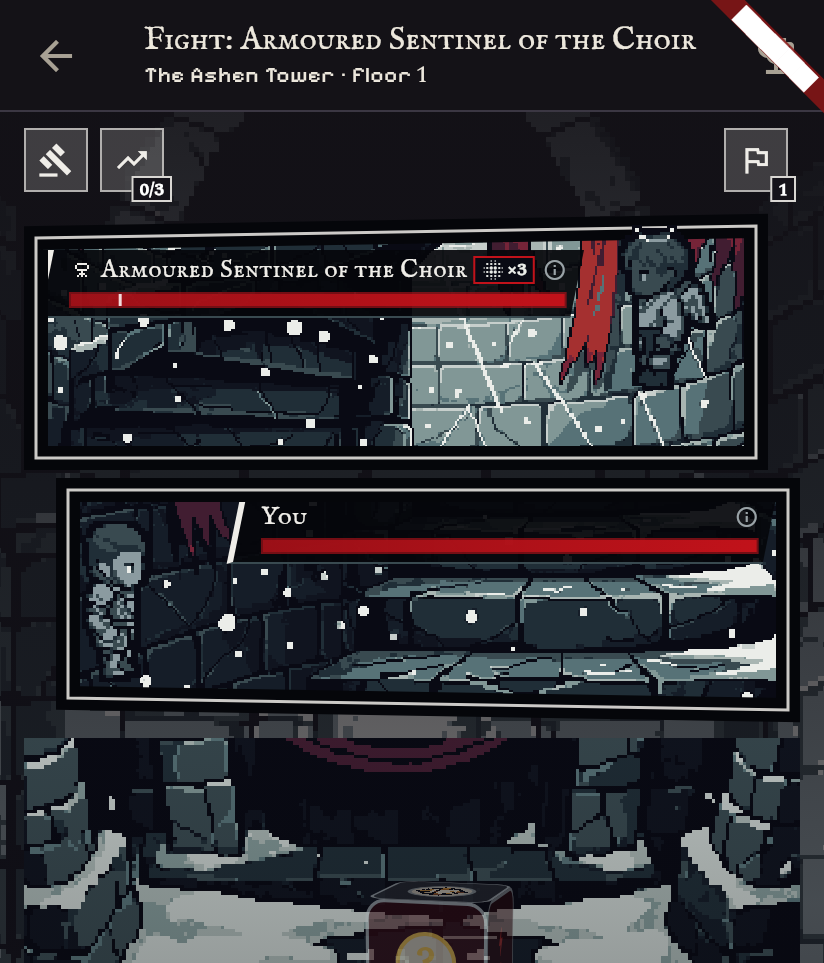 Fight: Armoured Sentinel of the Choir
The Ashen Tower · Floor 1
0/3
1
Armoured Sentinel of the Choir ×3
You
2